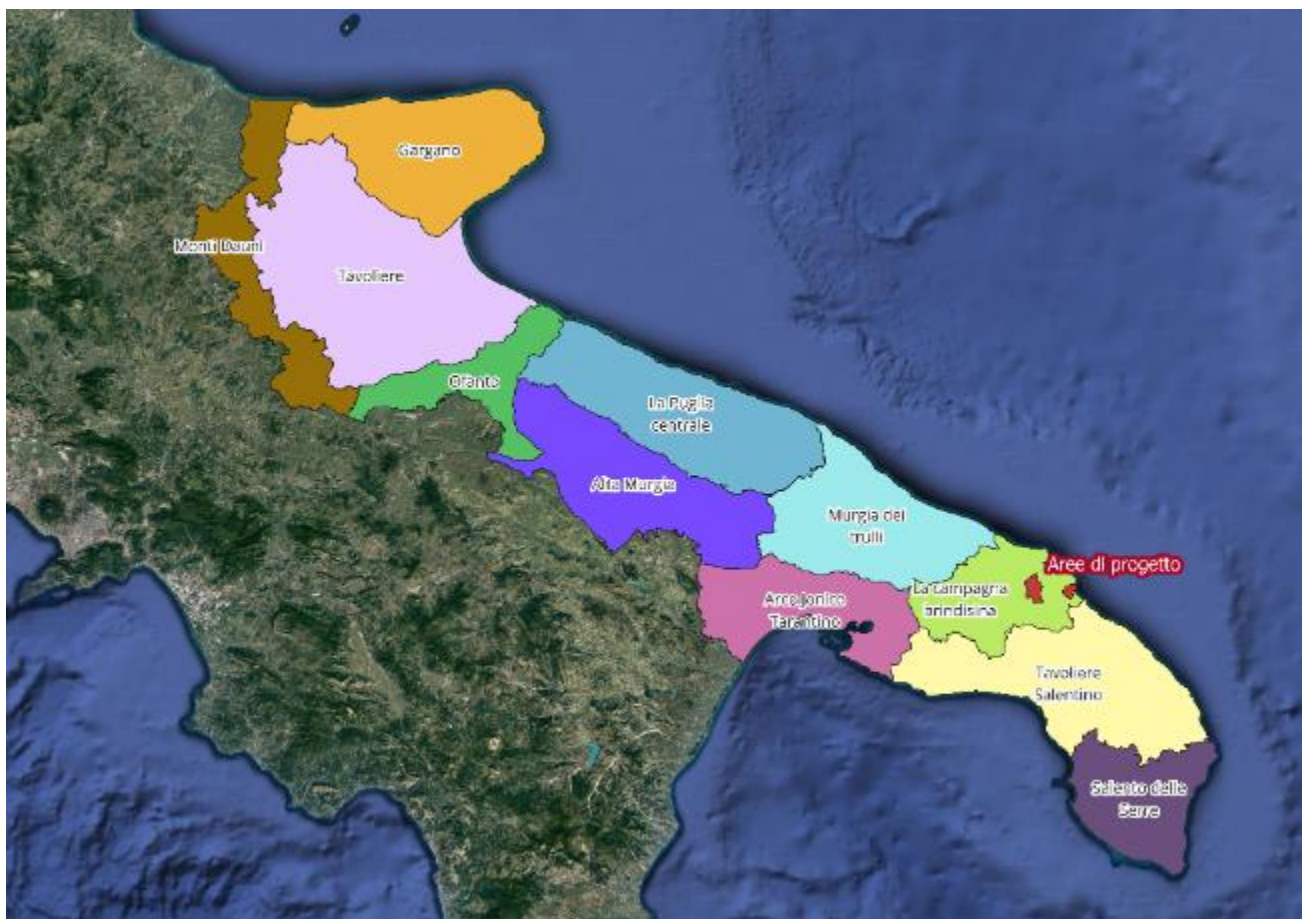 Gargano
Monti Dauni
Tavoliere
Ofanto
La Puglia
centrale
Alta Murgia
Murgia dei
trulli
Aree di progetto
La campagna
brindisina
Arco Jonico
Tarantino
Tavoliere
Salentino
Salento delle
Serre